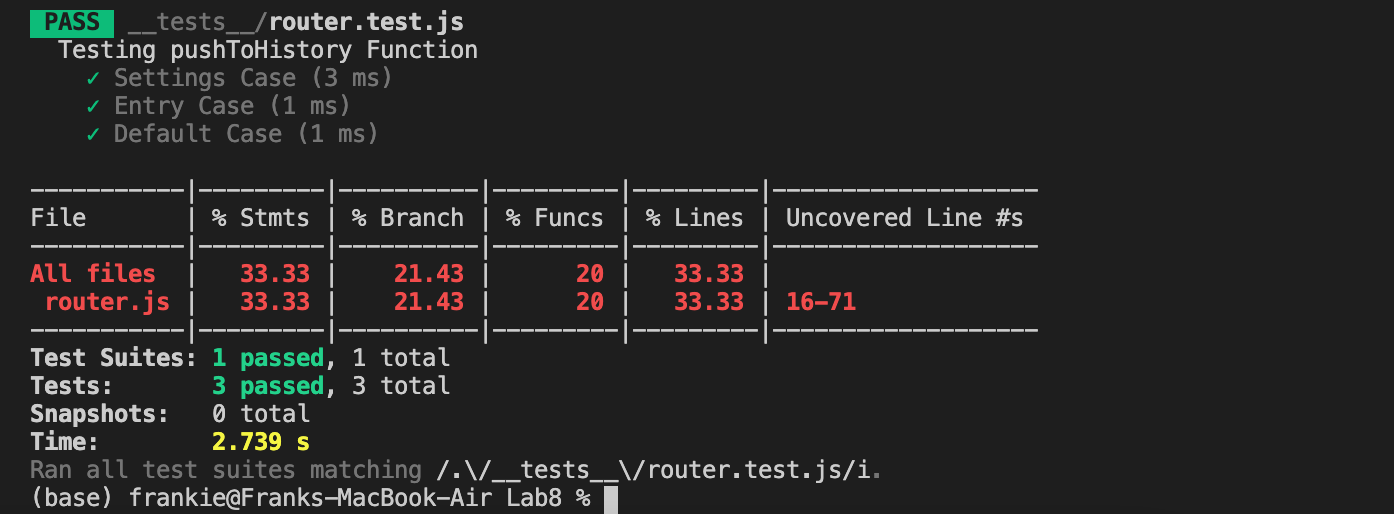 PASS __tests__/router.test.js
Testing pushToHistory Function
✓ Settings Case (3 ms)
✓ Entry Case (1 ms)
✓ Default Case (1 ms)
-----------|---------|----------|---------|---------|-------------------
File | % Stmts | % Branch | % Funcs | % Lines | Uncovered Line #s
-----------|---------|----------|---------|---------|-------------------
All files | 33.33 | 21.43 | 20 | 33.33 |
router.js | 33.33 | 21.43 | 20 | 33.33 | 16-71
-----------|---------|----------|---------|---------|-------------------
Test Suites: 1 passed, 1 total
Tests: 3 passed, 3 total
Snapshots: 0 total
Time: 2.739 s
Ran all test suites matching /.\/__tests__\/router.test.js/i.
(base) frankie@Franks-MacBook-Air Lab8 %